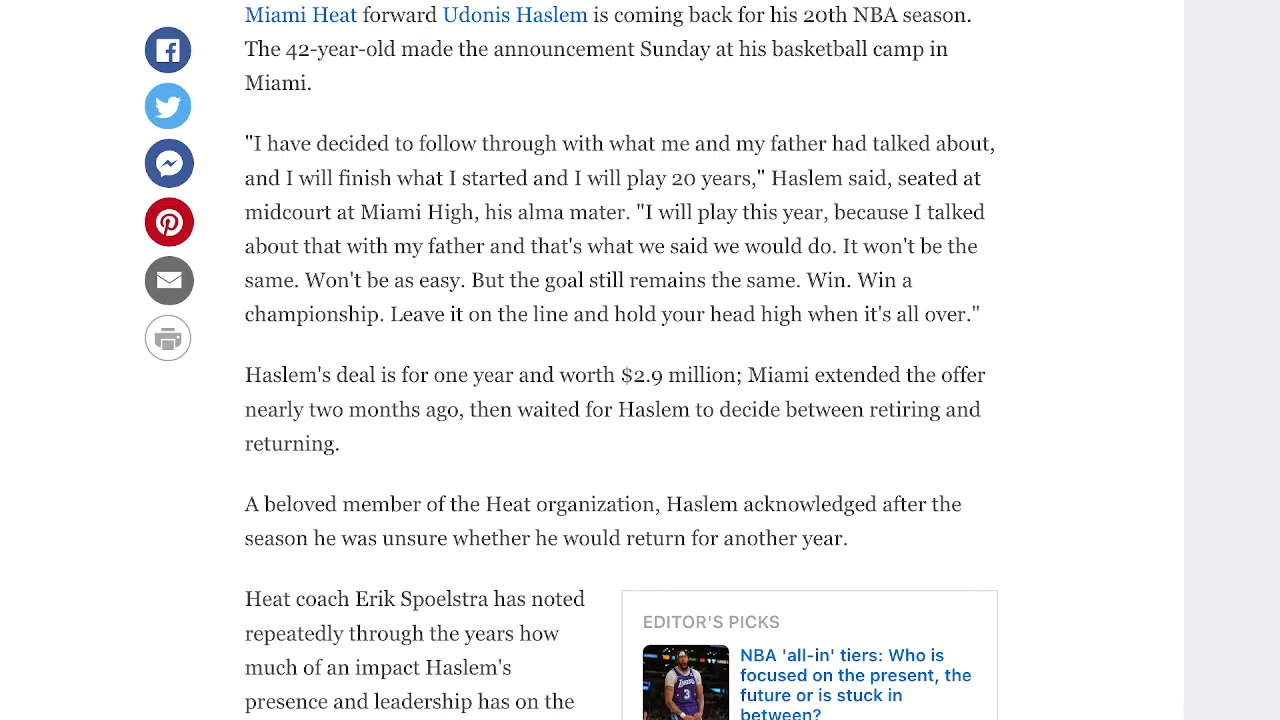 Miami Heat forward Udonis Haslem is coming back for his 20th NBA season.
The 42-year-old made the announcement Sunday at his basketball camp in
Miami.
"I have decided to follow through with what me and my father had talked about,
and I will finish what I started and I will play 20 years," Haslem said, seated at
midcourt at Miami High, his alma mater. "I will play this year, because I talked
about that with my father and that's what we said we would do. It won't be the
same. Won't be as easy. But the goal still remains the same. Win. Win a
championship. Leave it on the line and hold your head high when it's all over."
Haslem's deal is for one year and worth $2.9 million; Miami extended the offer
nearly two months ago, then waited for Haslem to decide between retiring and
returning.
A beloved member of the Heat organization, Haslem acknowledged after the
season he was unsure whether he would return for another year.
Heat coach Erik Spoelstra has noted
repeatedly through the years how
much of an impact Haslem's
presence and leadership has on the
EDITOR'S PICKS
NBA 'all-in' tiers: Who is
focused on the present, the
future or is stuck in
between?
3